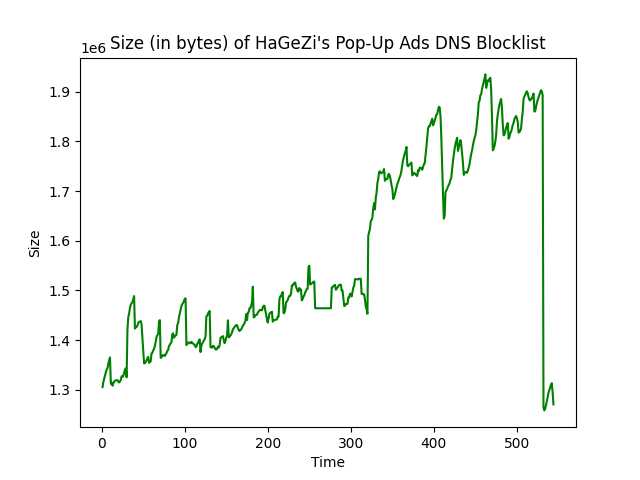 Size (in bytes) of HaGeZi's Pop-Up Ads DNS Blocklist
1e6
1.9
1.8
1.7
1.6
1.5
1.4
1.3
Size
0 100 200 300 400 500
Time